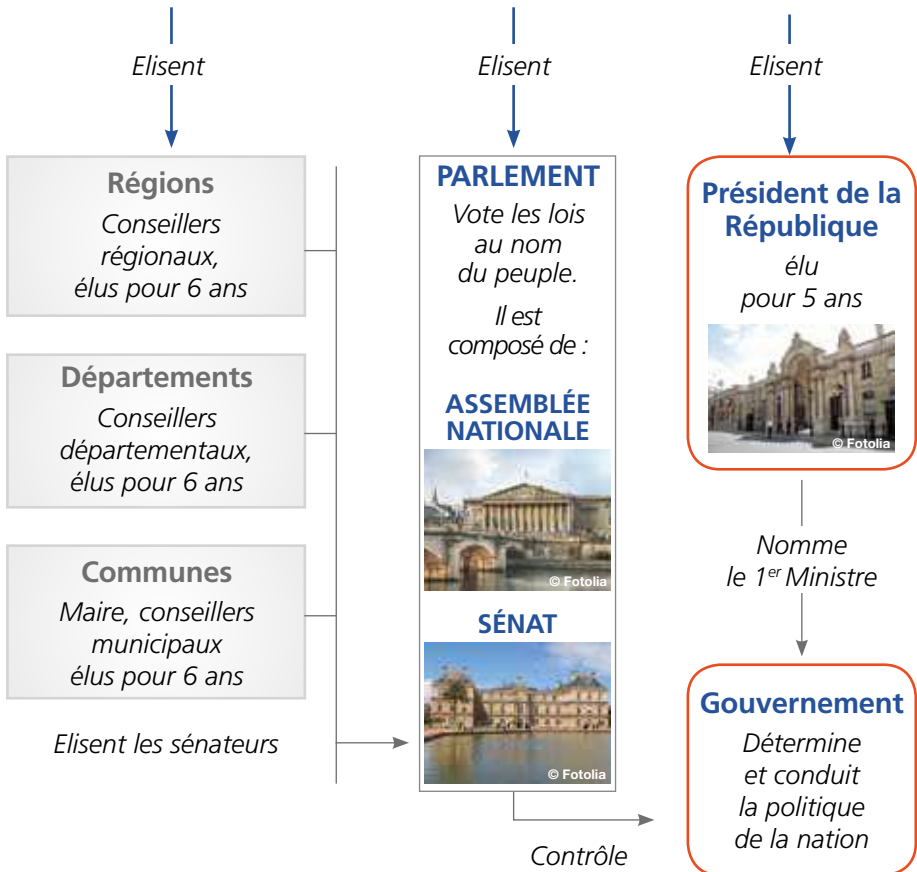 Elisent
Elisent
Elisent
Régions
Conseillers
régionaux,
élus pour 6 ans
Départements
Conseillers
départementaux,
élus pour 6 ans
Communes
Maire, conseillers
municipaux
élus pour 6 ans
Elisent les sénateurs
PARLEMENT
Vote les lois
au nom
du peuple.
Il est
composé de :
ASSEMBLÉE
NATIONALE
© Fotolia
SÉNAT
© Fotolia
Contrôle
Président de la
République
élu
pour 5 ans
© Fotolia
Nomme
le 1er Ministre
Gouvernement
Détermine
et conduit
la politique
de la nation